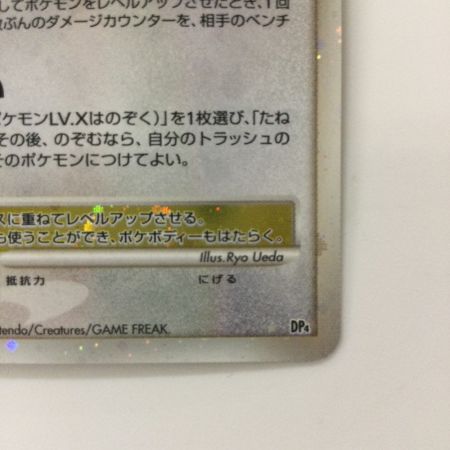 してポケモンをレベルアップさせたとき、1回
ぶんのダメージカウンターを、相手のベンチ
ポケモンLV.Xはのぞく)」を1枚選び、「たね
その後、のぞむなら、自分のトラッシュの
そのポケモンにつけてよい。
スに重ねてレベルアップさせる。
も使うことができ、ポケボディーもはたらく。
Illus.Ryo Ueda
抵抗力 にげる
ntendo/Creatures/GAME FREAK.
DP4